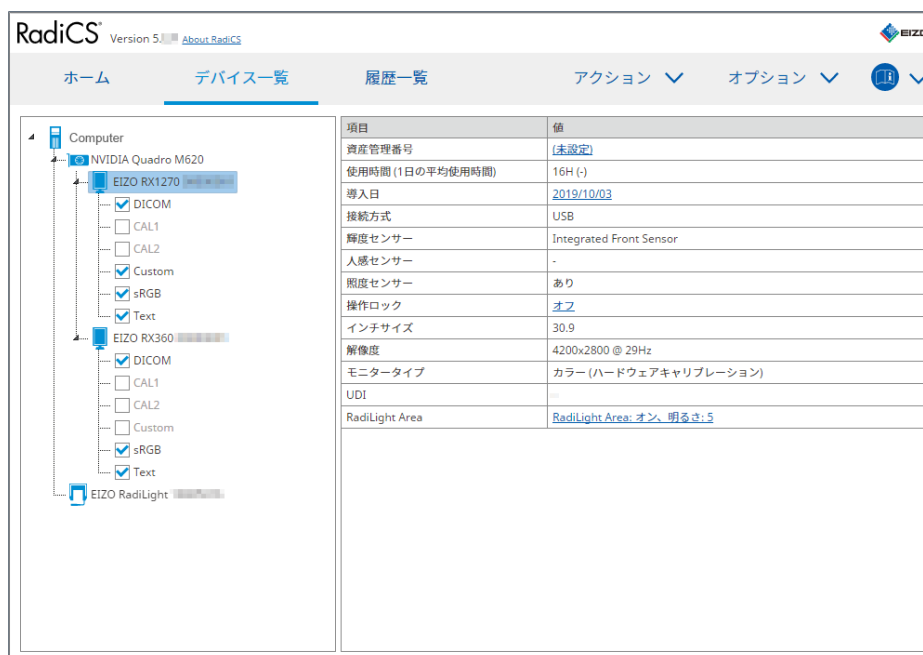 RadiCS® Version 5. About RadiCS
EIZO
ホーム デバイス一覧 履歴一覧 アクション オプション
Computer
NVIDIA Quadro M620
EIZO RX1270
DICOM
CAL1
CAL2
Custom
sRGB
Text
EIZO RX360
DICOM
CAL1
CAL2
Custom
sRGB
Text
EIZO RadiLight
項目 値
資産管理番号 (未設定)
使用時間 (1日の平均使用時間) 16H (-)
導入日 2019/10/03
接続方式 USB
輝度センサー Integrated Front Sensor
人感センサー -
照度センサー あり
操作ロック オフ
インチサイズ 30.9
解像度 4200x2800 @ 29Hz
モニタータイプ カラー (ハードウェアキャリブレーション)
UDI
RadiLight Area RadiLight Area: オン、明るさ: 5